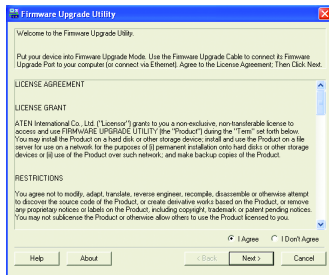 Firmware Upgrade Utility
Welcome to the Firmware Upgrade Utility.
Put your device into Firmware Upgrade Mode. Use the Firmware Upgrade Cable to connect its Firmware
Upgrade Port to your computer (or connect via Ethernet). Agree to the License Agreement; Then Click Next.
LICENSE AGREEMENT
LICENSE GRANT
ATEN International Co., Ltd. ("Licensor") grants to you a non-exclusive, non-transferable license to
access and use FIRMWARE UPGRADE UTILITY (the "Product") during the "Term" set forth below.
You may install the Product on a hard disk or other storage device; install and use the Product on a file
server for use on a network for the purposes of (i) permanent installation onto hard disks or other storage
devices or (ii) use of the Product over such network; and make backup copies of the Product.
RESTRICTIONS
You agree not to modify, adapt, translate, reverse engineer, recompile, disassemble or otherwise attempt
to discover the source code of the Product, or create derivative works based on the Product, or remove
any proprietary notices or labels on the Product, including copyright, trademark or patent pending notices.
You may not sublicense the Product or otherwise allow others to use the Product licensed to you.
I Agree I Don't Agree
Help About < Back Next > Cancel